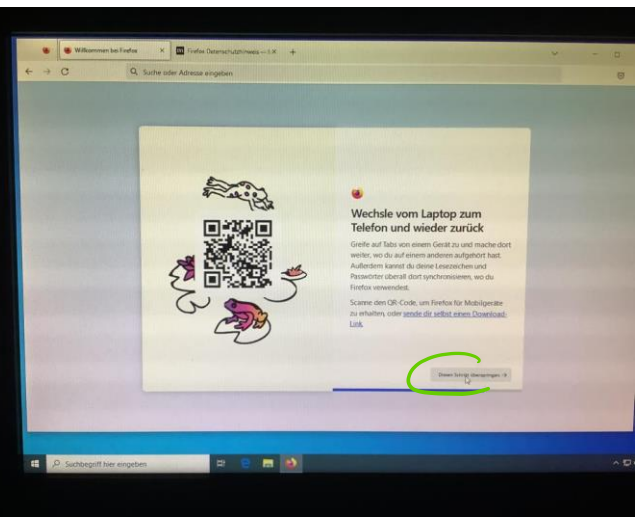 Willkommen bei Firefox
Firefox Datenschutzhinweis —
Suche oder Adresse eingeben
Wechsle vom Laptop zum
Telefon und wieder zurück
Greife auf Tabs von einem Gerät zu und mache dort
weiter, wo du auf einem anderen aufgehört hast.
Außerdem kannst du deine Lesezeichen und
Passwörter überall dort synchronisieren, wo du
Firefox verwendest.
Scanne den QR-Code, um Firefox für Mobilgeräte
zu erhalten, oder sende dir selbst einen Download-
Link.
Diesen Schritt überspringen
Suchbegriff hier eingeben